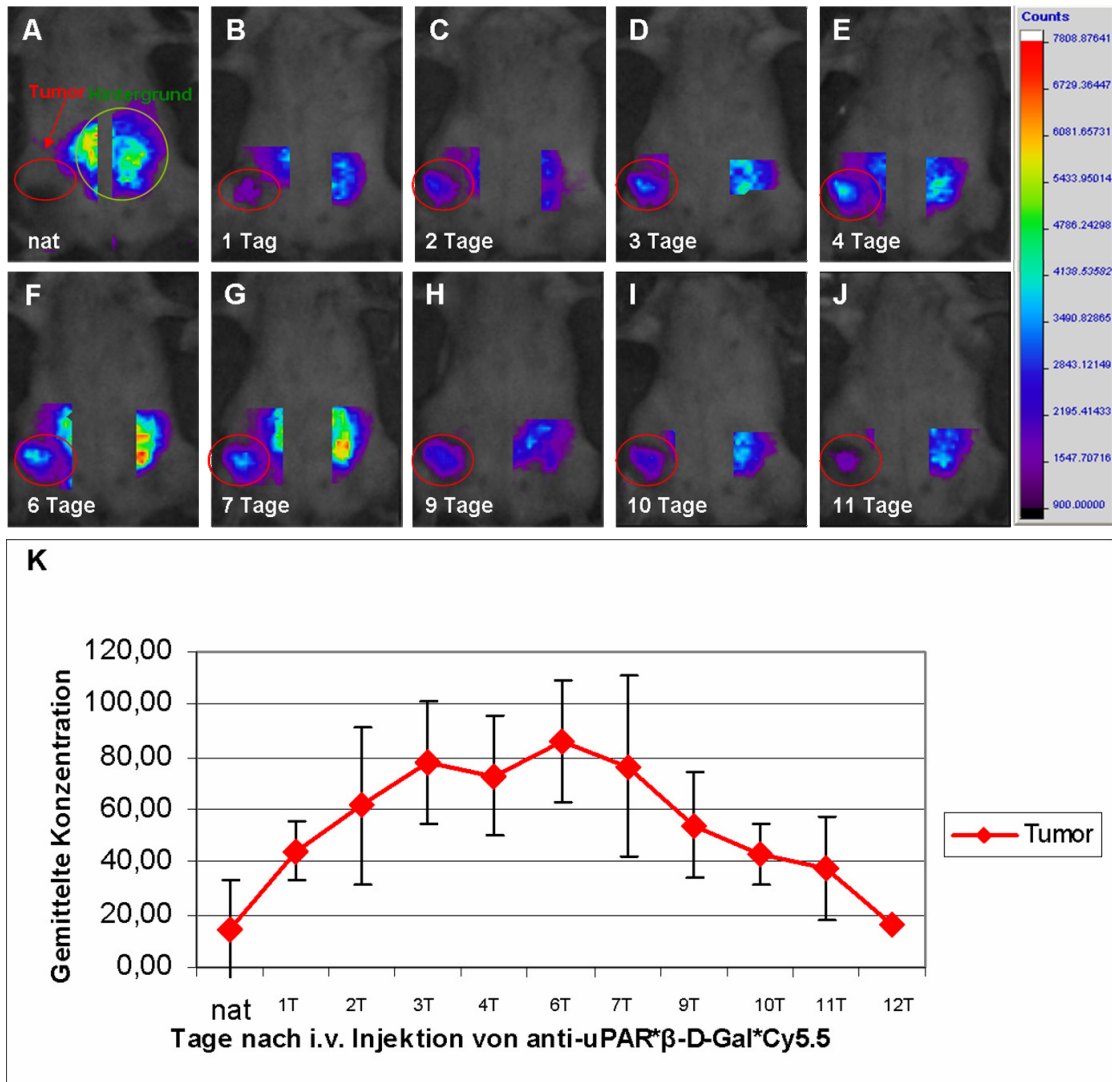 A
Tumor
Hintergrund
nat
B
1 Tag
C
2 Tage
D
3 Tage
E
4 Tage
Counts
7808.87641
6729.36447
6081.65731
5433.95014
4786.24298
4138.53582
3490.82865
2843.12149
2195.41433
1547.70716
900.00000
F
6 Tage
G
7 Tage
H
9 Tage
I
10 Tage
J
11 Tage
K
Gemittelte Konzentration
120,00
100,00
80,00
60,00
40,00
20,00
0,00
nat 1T 2T 3T 4T 6T 7T 9T 10T 11T 12T
Tage nach i.v. Injektion von anti-uPAR*β-D-Gal*Cy5.5
Tumor